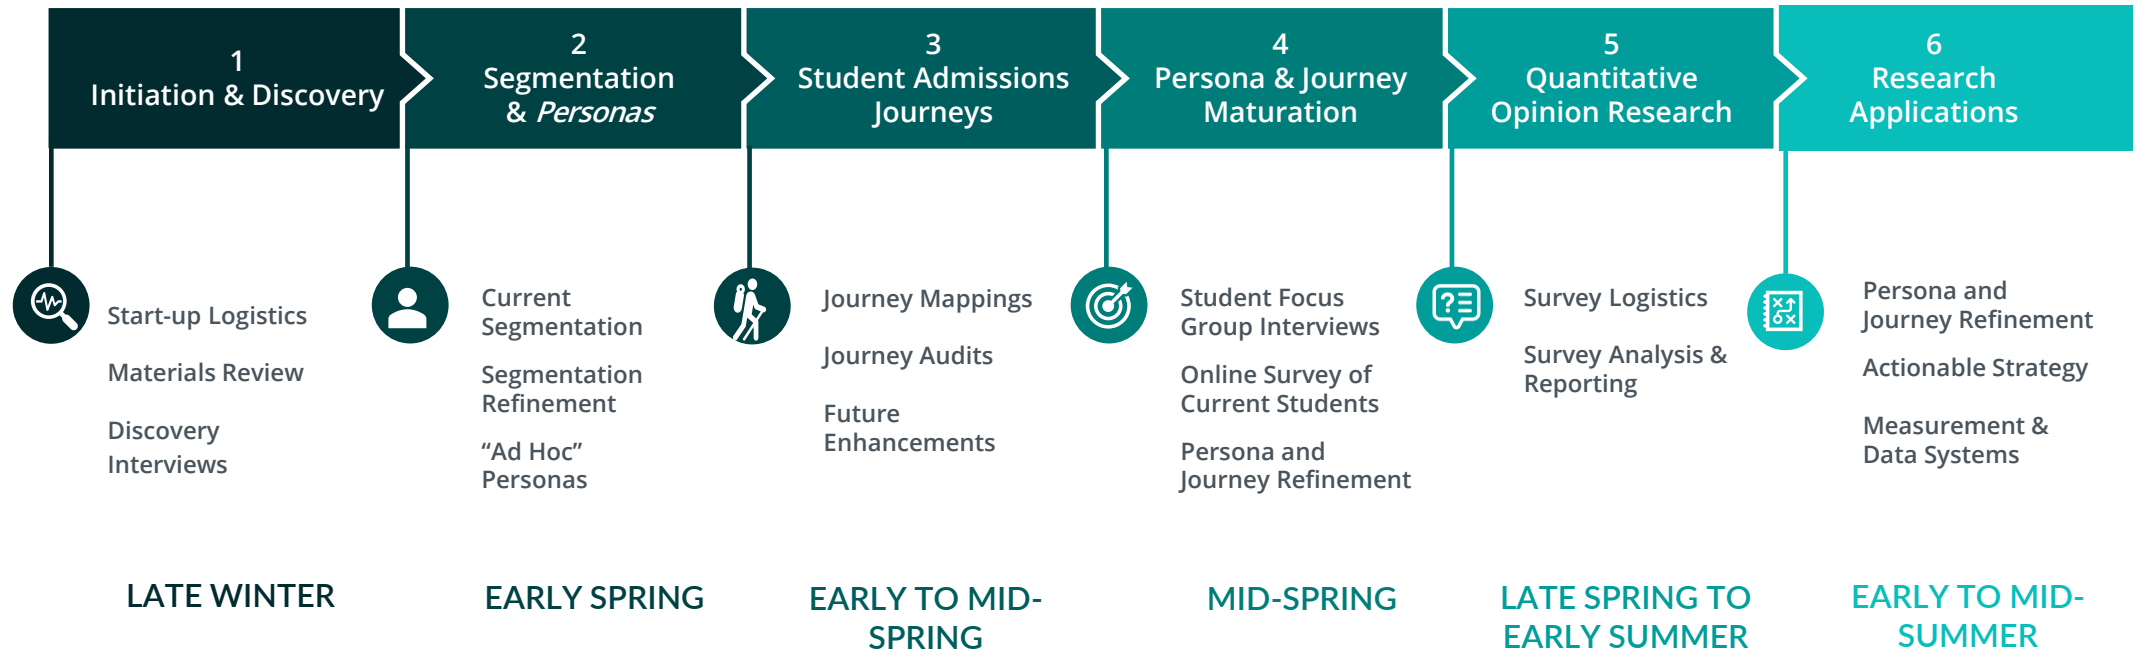 1
Initiation & Discovery
2
Segmentation
& Personas
3
Student Admissions
Journeys
4
Persona & Journey
Maturation
5
Quantitative
Opinion Research
6
Research
Applications
Start-up Logistics
Materials Review
Discovery
Interviews
Current
Segmentation
Segmentation
Refinement
“Ad Hoc”
Personas
Journey Mappings
Journey Audits
Future
Enhancements
Student Focus
Group Interviews
Online Survey of
Current Students
Persona and
Journey Refinement
Survey Logistics
Survey Analysis &
Reporting
Persona and
Journey Refinement
Actionable Strategy
Measurement &
Data Systems
LATE WINTER
EARLY SPRING
EARLY TO MID-
SPRING
MID-SPRING
LATE SPRING TO
EARLY SUMMER
EARLY TO MID-
SUMMER